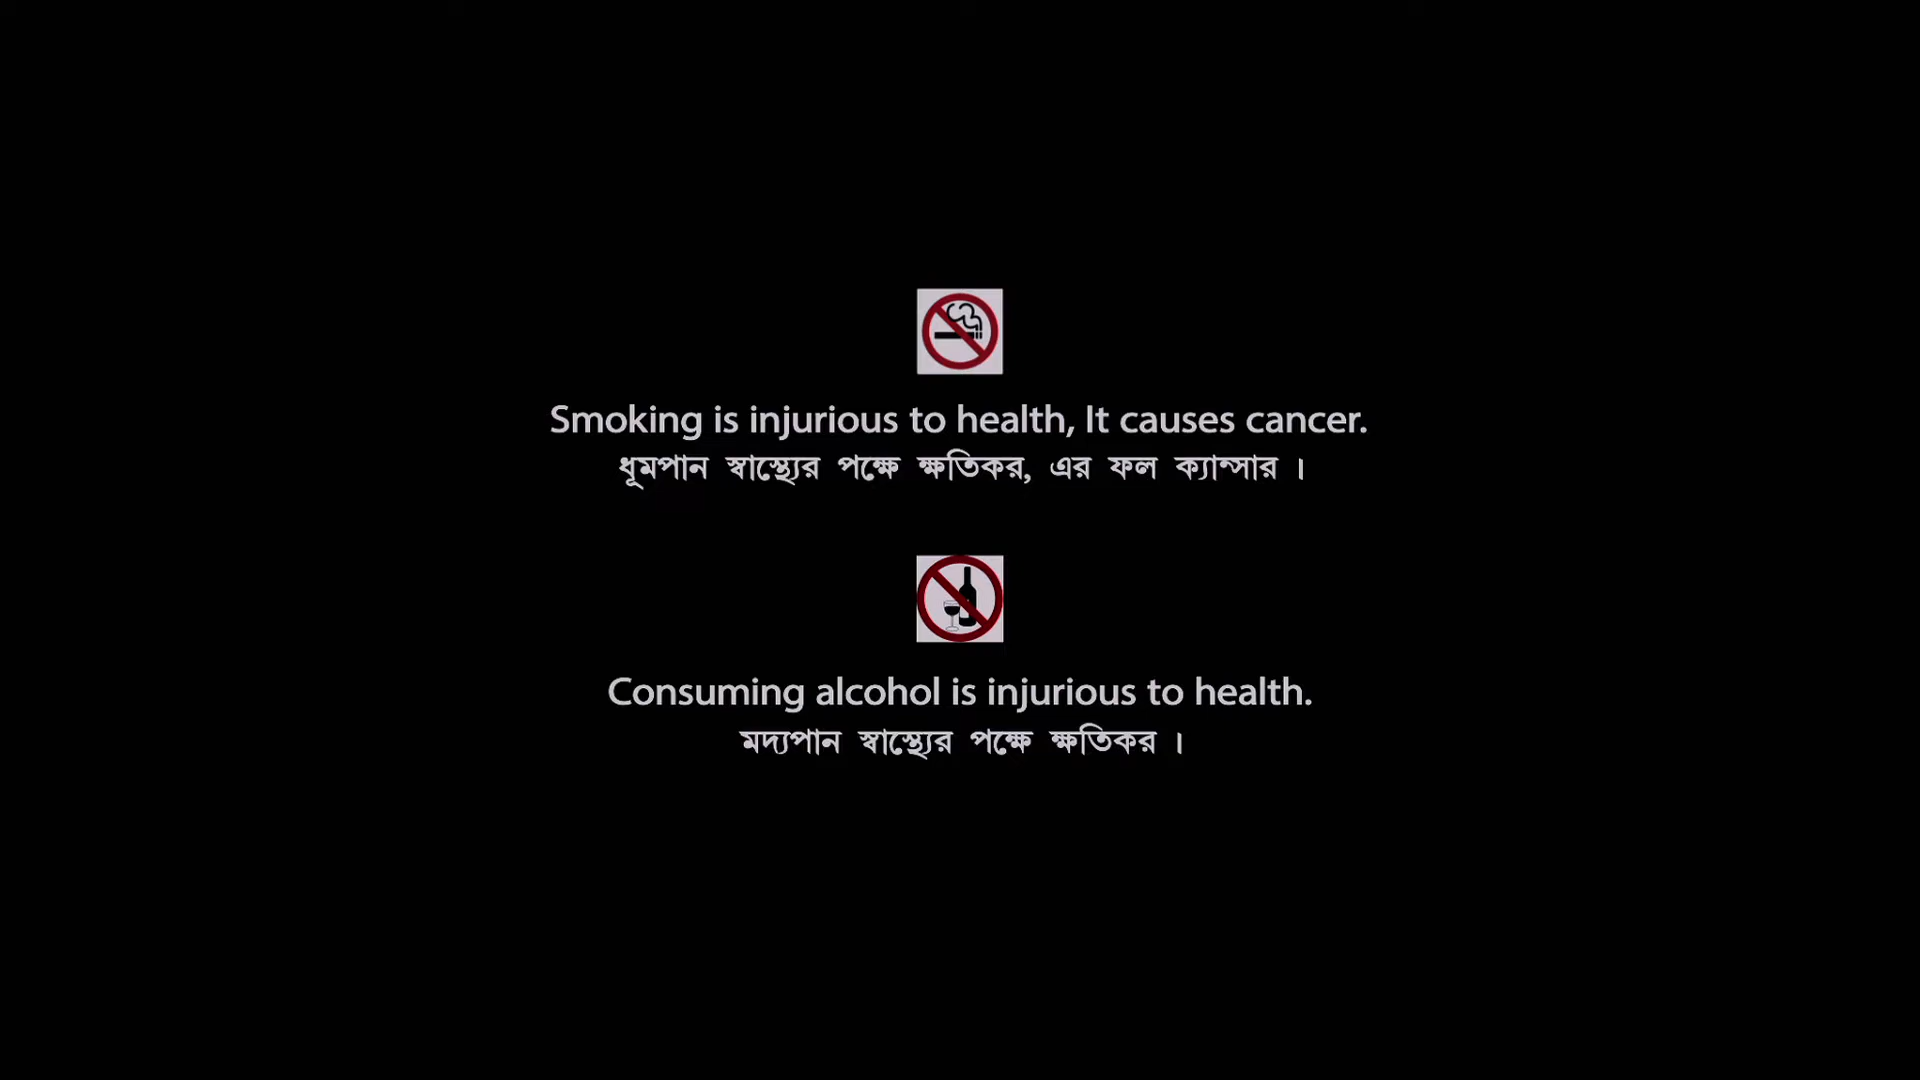 Smoking is injurious to health, It causes cancer.
ধূমপান স্বাস্থ্যের পক্ষে ক্ষতিকর, এর ফল ক্যান্সার ।
Consuming alcohol is injurious to health.
মদ্যপান স্বাস্থ্যের পক্ষে ক্ষতিকর ।